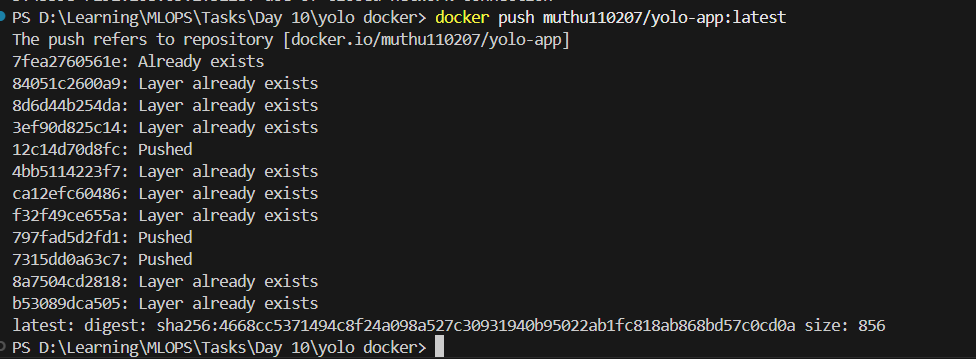 PS D:\Learning\MLOPS\Tasks\Day 10\yolo docker> docker push muthu110207/yolo-app:latest
The push refers to repository [docker.io/muthu110207/yolo-app]
7fea2760561e: Already exists
84051c2600a9: Layer already exists
8d6d44b254da: Layer already exists
3ef90d825c14: Layer already exists
12c14d70d8fc: Pushed
4bb5114223f7: Layer already exists
ca12efc60486: Layer already exists
f32f49ce655a: Layer already exists
797fad5d2fd1: Pushed
7315dd0a63c7: Pushed
8a7504cd2818: Layer already exists
b53089dca505: Layer already exists
latest: digest: sha256:4668cc5371494c8f24a098a527c30931940b95022ab1fc818ab868bd57c0cd0a size: 856
PS D:\Learning\MLOPS\Tasks\Day 10\yolo docker>